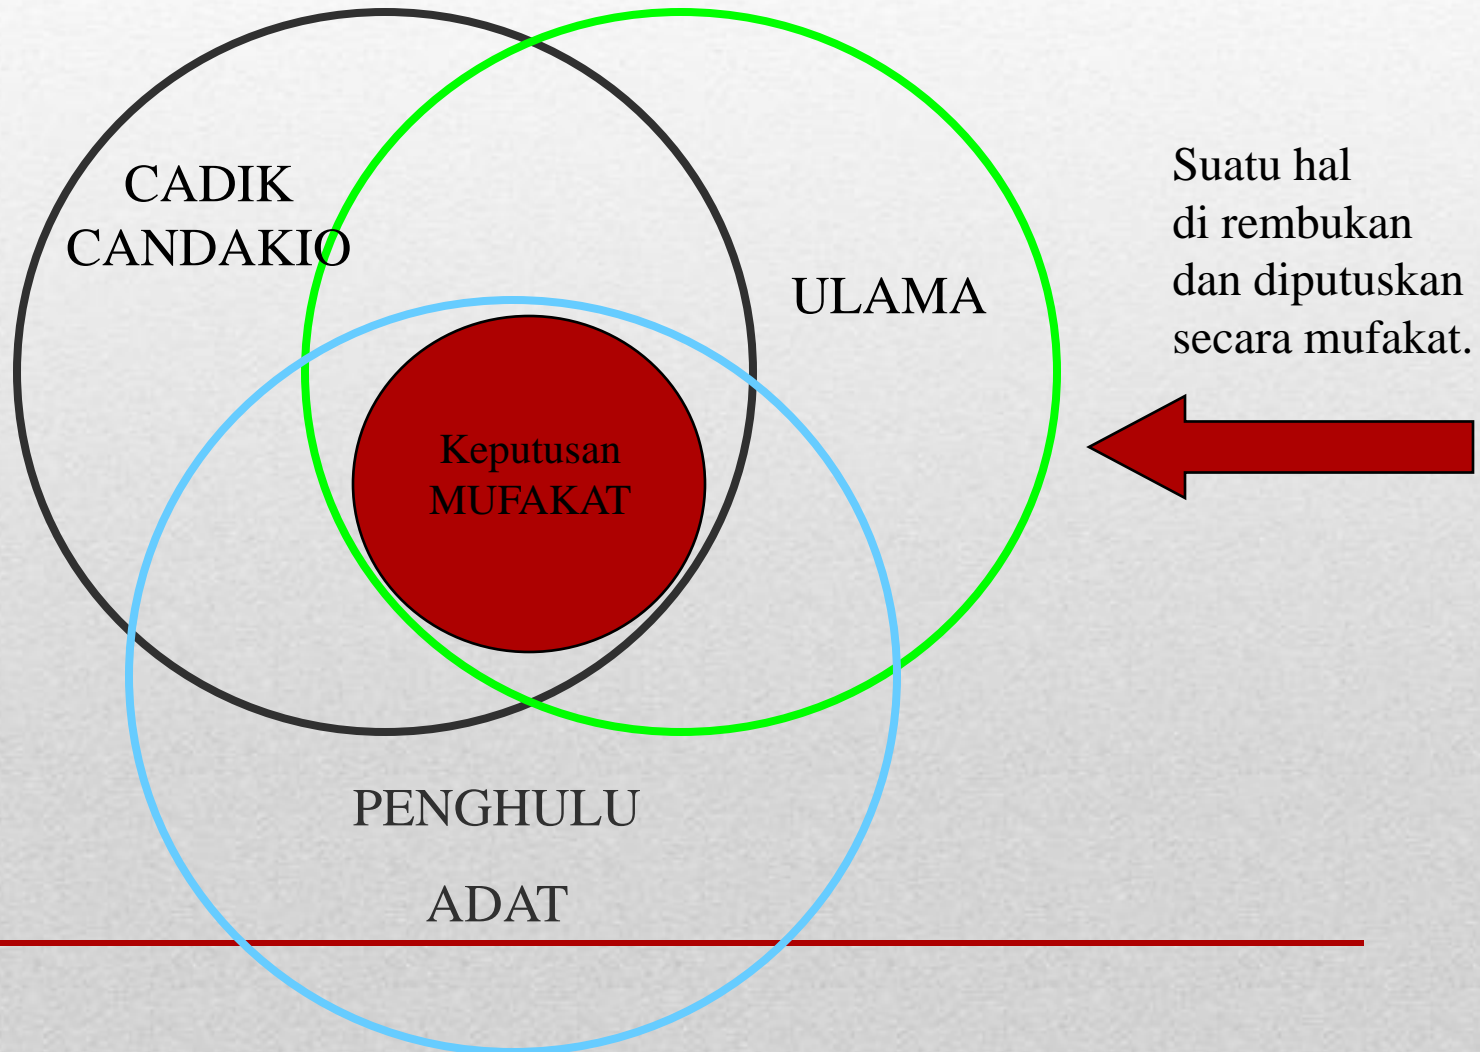 CADIK
CANDAKIO
ULAMA
Suatu hal
di rembukan
dan diputuskan
secara mufakat.
Keputusan
MUFAKAT
PENGHULU
ADAT